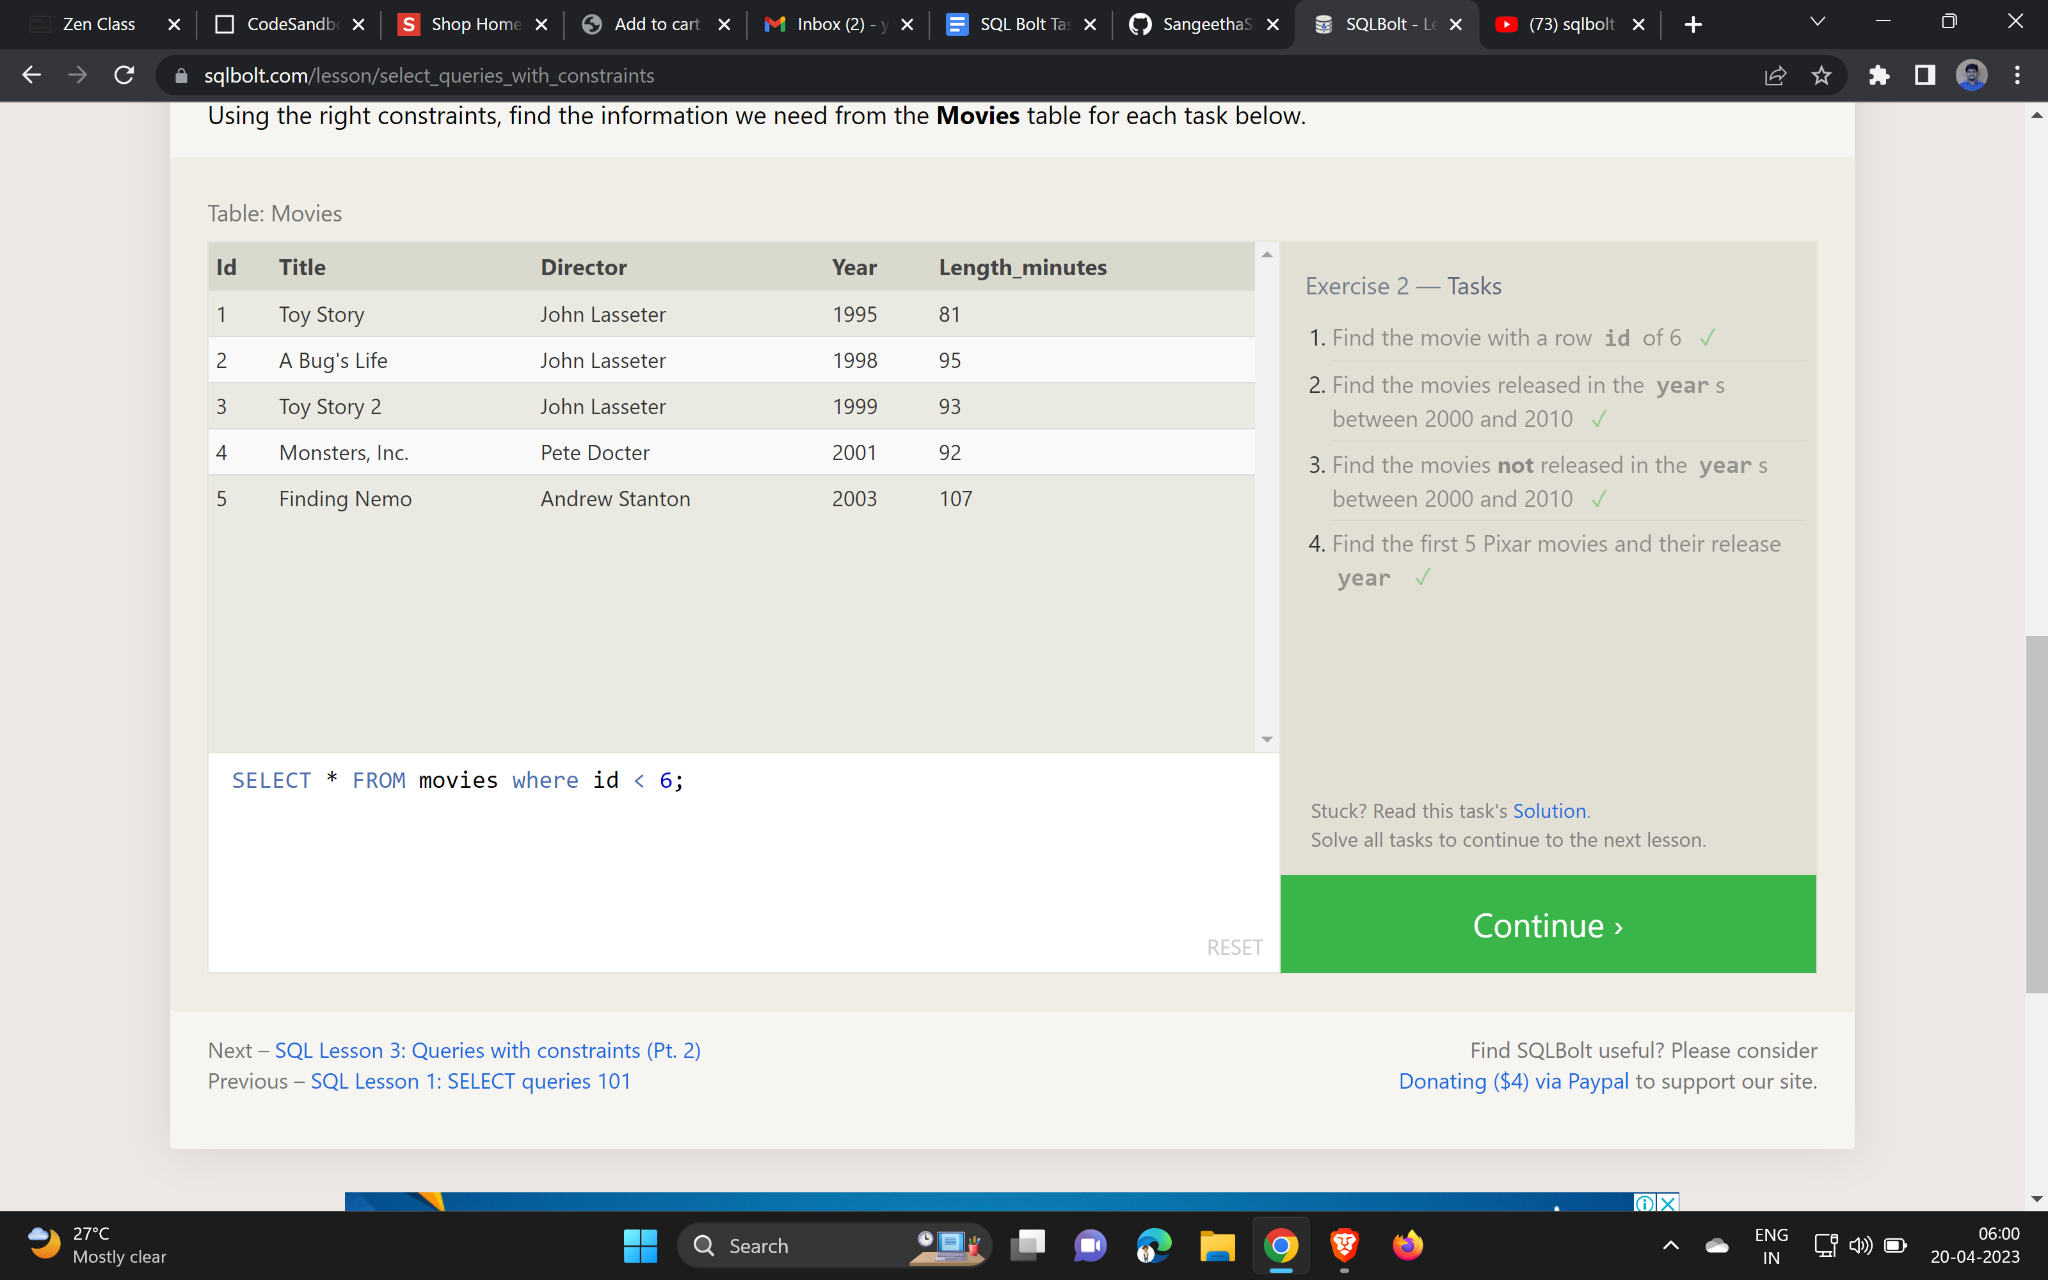 Zen Class
CodeSandb
Shop Home
Add to cart
Inbox (2) - y
SQL Bolt Tas
SangeethaS
SQLBolt - Le
(73) sqlbolt
sqlbolt.com/lesson/select_queries_with_constraints
Using the right constraints, find the information we need from the Movies table for each task below.
Table: Movies
Id Title Director Year Length_minutes
1 Toy Story John Lasseter 1995 81
2 A Bug's Life John Lasseter 1998 95
3 Toy Story 2 John Lasseter 1999 93
4 Monsters, Inc. Pete Docter 2001 92
5 Finding Nemo Andrew Stanton 2003 107
SELECT * FROM movies where id < 6;
RESET
Exercise 2 — Tasks
1. Find the movie with a row id of 6 ✓
2. Find the movies released in the year s
between 2000 and 2010 ✓
3. Find the movies not released in the year s
between 2000 and 2010 ✓
4. Find the first 5 Pixar movies and their release
year ✓
Stuck? Read this task's Solution.
Solve all tasks to continue to the next lesson.
Continue ›
Next – SQL Lesson 3: Queries with constraints (Pt. 2)
Previous – SQL Lesson 1: SELECT queries 101
Find SQLBolt useful? Please consider
Donating ($4) via Paypal to support our site.
27°C
Mostly clear
Search
ENG
IN
06:00
20-04-2023